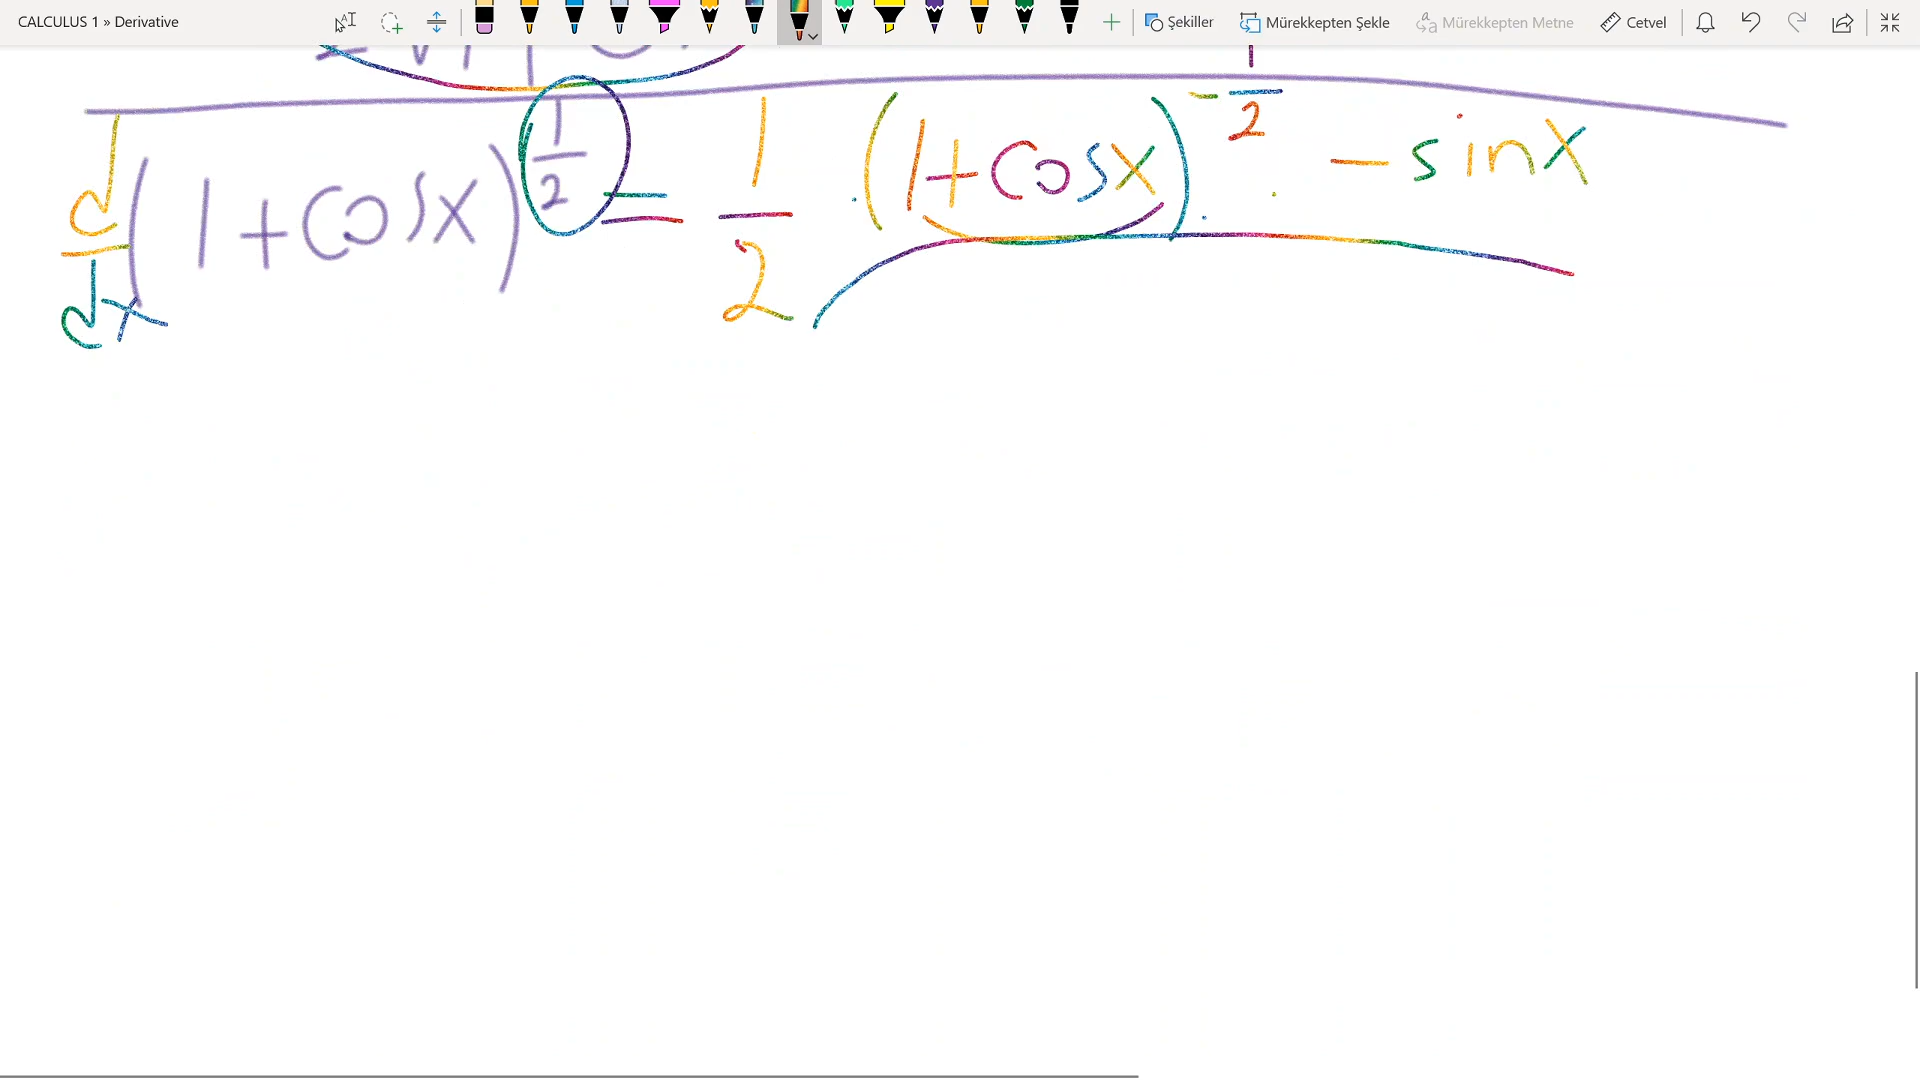 CALCULUS 1 » Derivative Şekiller Mürekkepten Şekle Mürekkepten Metne Cetvel
d/dx (1+cosx)^1/2 = 1/2 · (1+cosx)^-1/2 · -sinx